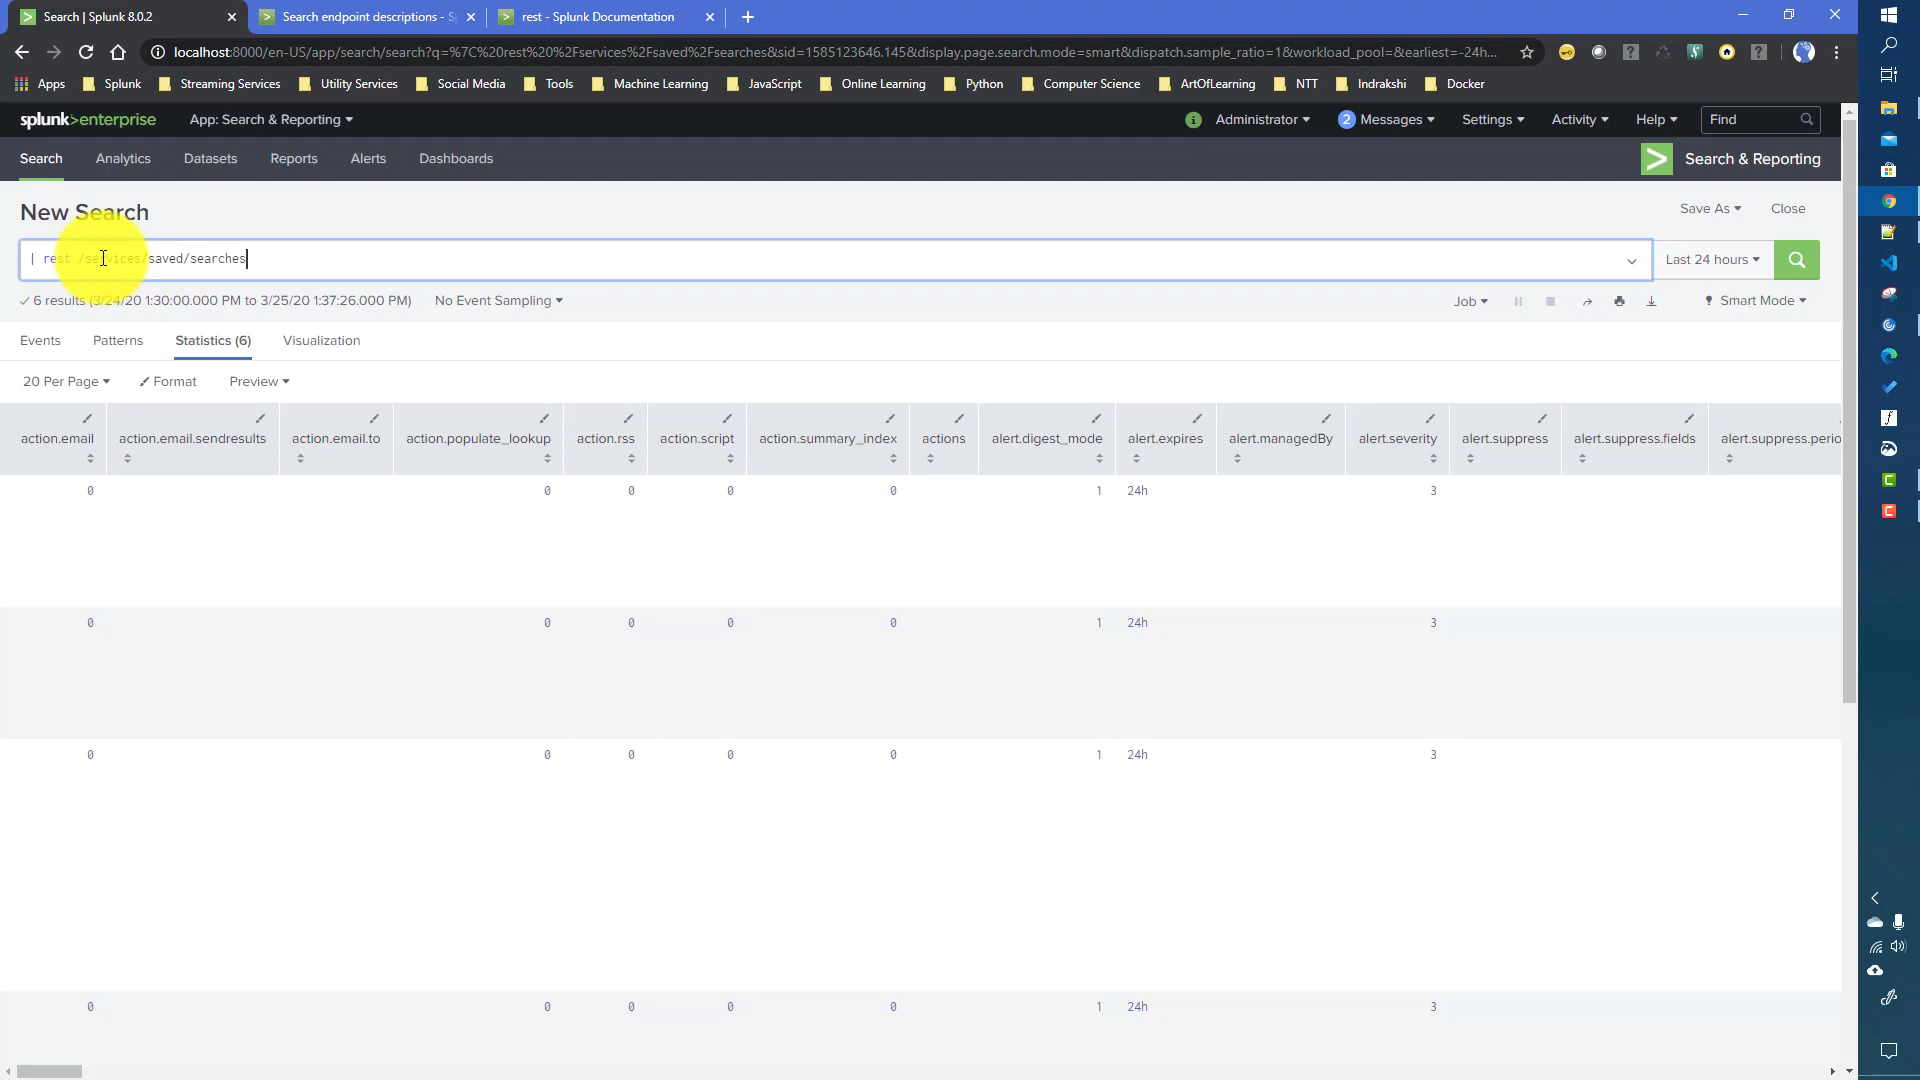 Search | Splunk 8.0.2
Search endpoint descriptions - S
rest - Splunk Documentation
localhost:8000/en-US/app/search/search?q=%7C%20rest%20%2Fservices%2Fsaved%2Fsearches&sid=1585123646.145&display.page.search.mode=smart&dispatch.sample_ratio=1&workload_pool=&earliest=-24h...
Apps
Splunk
Streaming Services
Utility Services
Social Media
Tools
Machine Learning
JavaScript
Online Learning
Python
Computer Science
ArtOfLearning
NTT
Indrakshi
Docker
splunk>enterprise
App: Search & Reporting
i
Administrator
2 Messages
Settings
Activity
Help
Find
Search
Analytics
Datasets
Reports
Alerts
Dashboards
Search & Reporting
New Search
Save As
Close
| rest /services/saved/searches
Last 24 hours
6 results (3/24/20 1:30:00.000 PM to 3/25/20 1:37:26.000 PM)
No Event Sampling
Job
Smart Mode
Events
Patterns
Statistics (6)
Visualization
20 Per Page
Format
Preview
action.email
action.email.sendresults
action.email.to
action.populate_lookup
action.rss
action.script
action.summary_index
actions
alert.digest_mode
alert.expires
alert.managedBy
alert.severity
alert.suppress
alert.suppress.fields
alert.suppress.perio
0 0 0 0 0 1 24h 3
0 0 0 0 0 1 24h 3
0 0 0 0 0 1 24h 3
0 0 0 0 0 1 24h 3